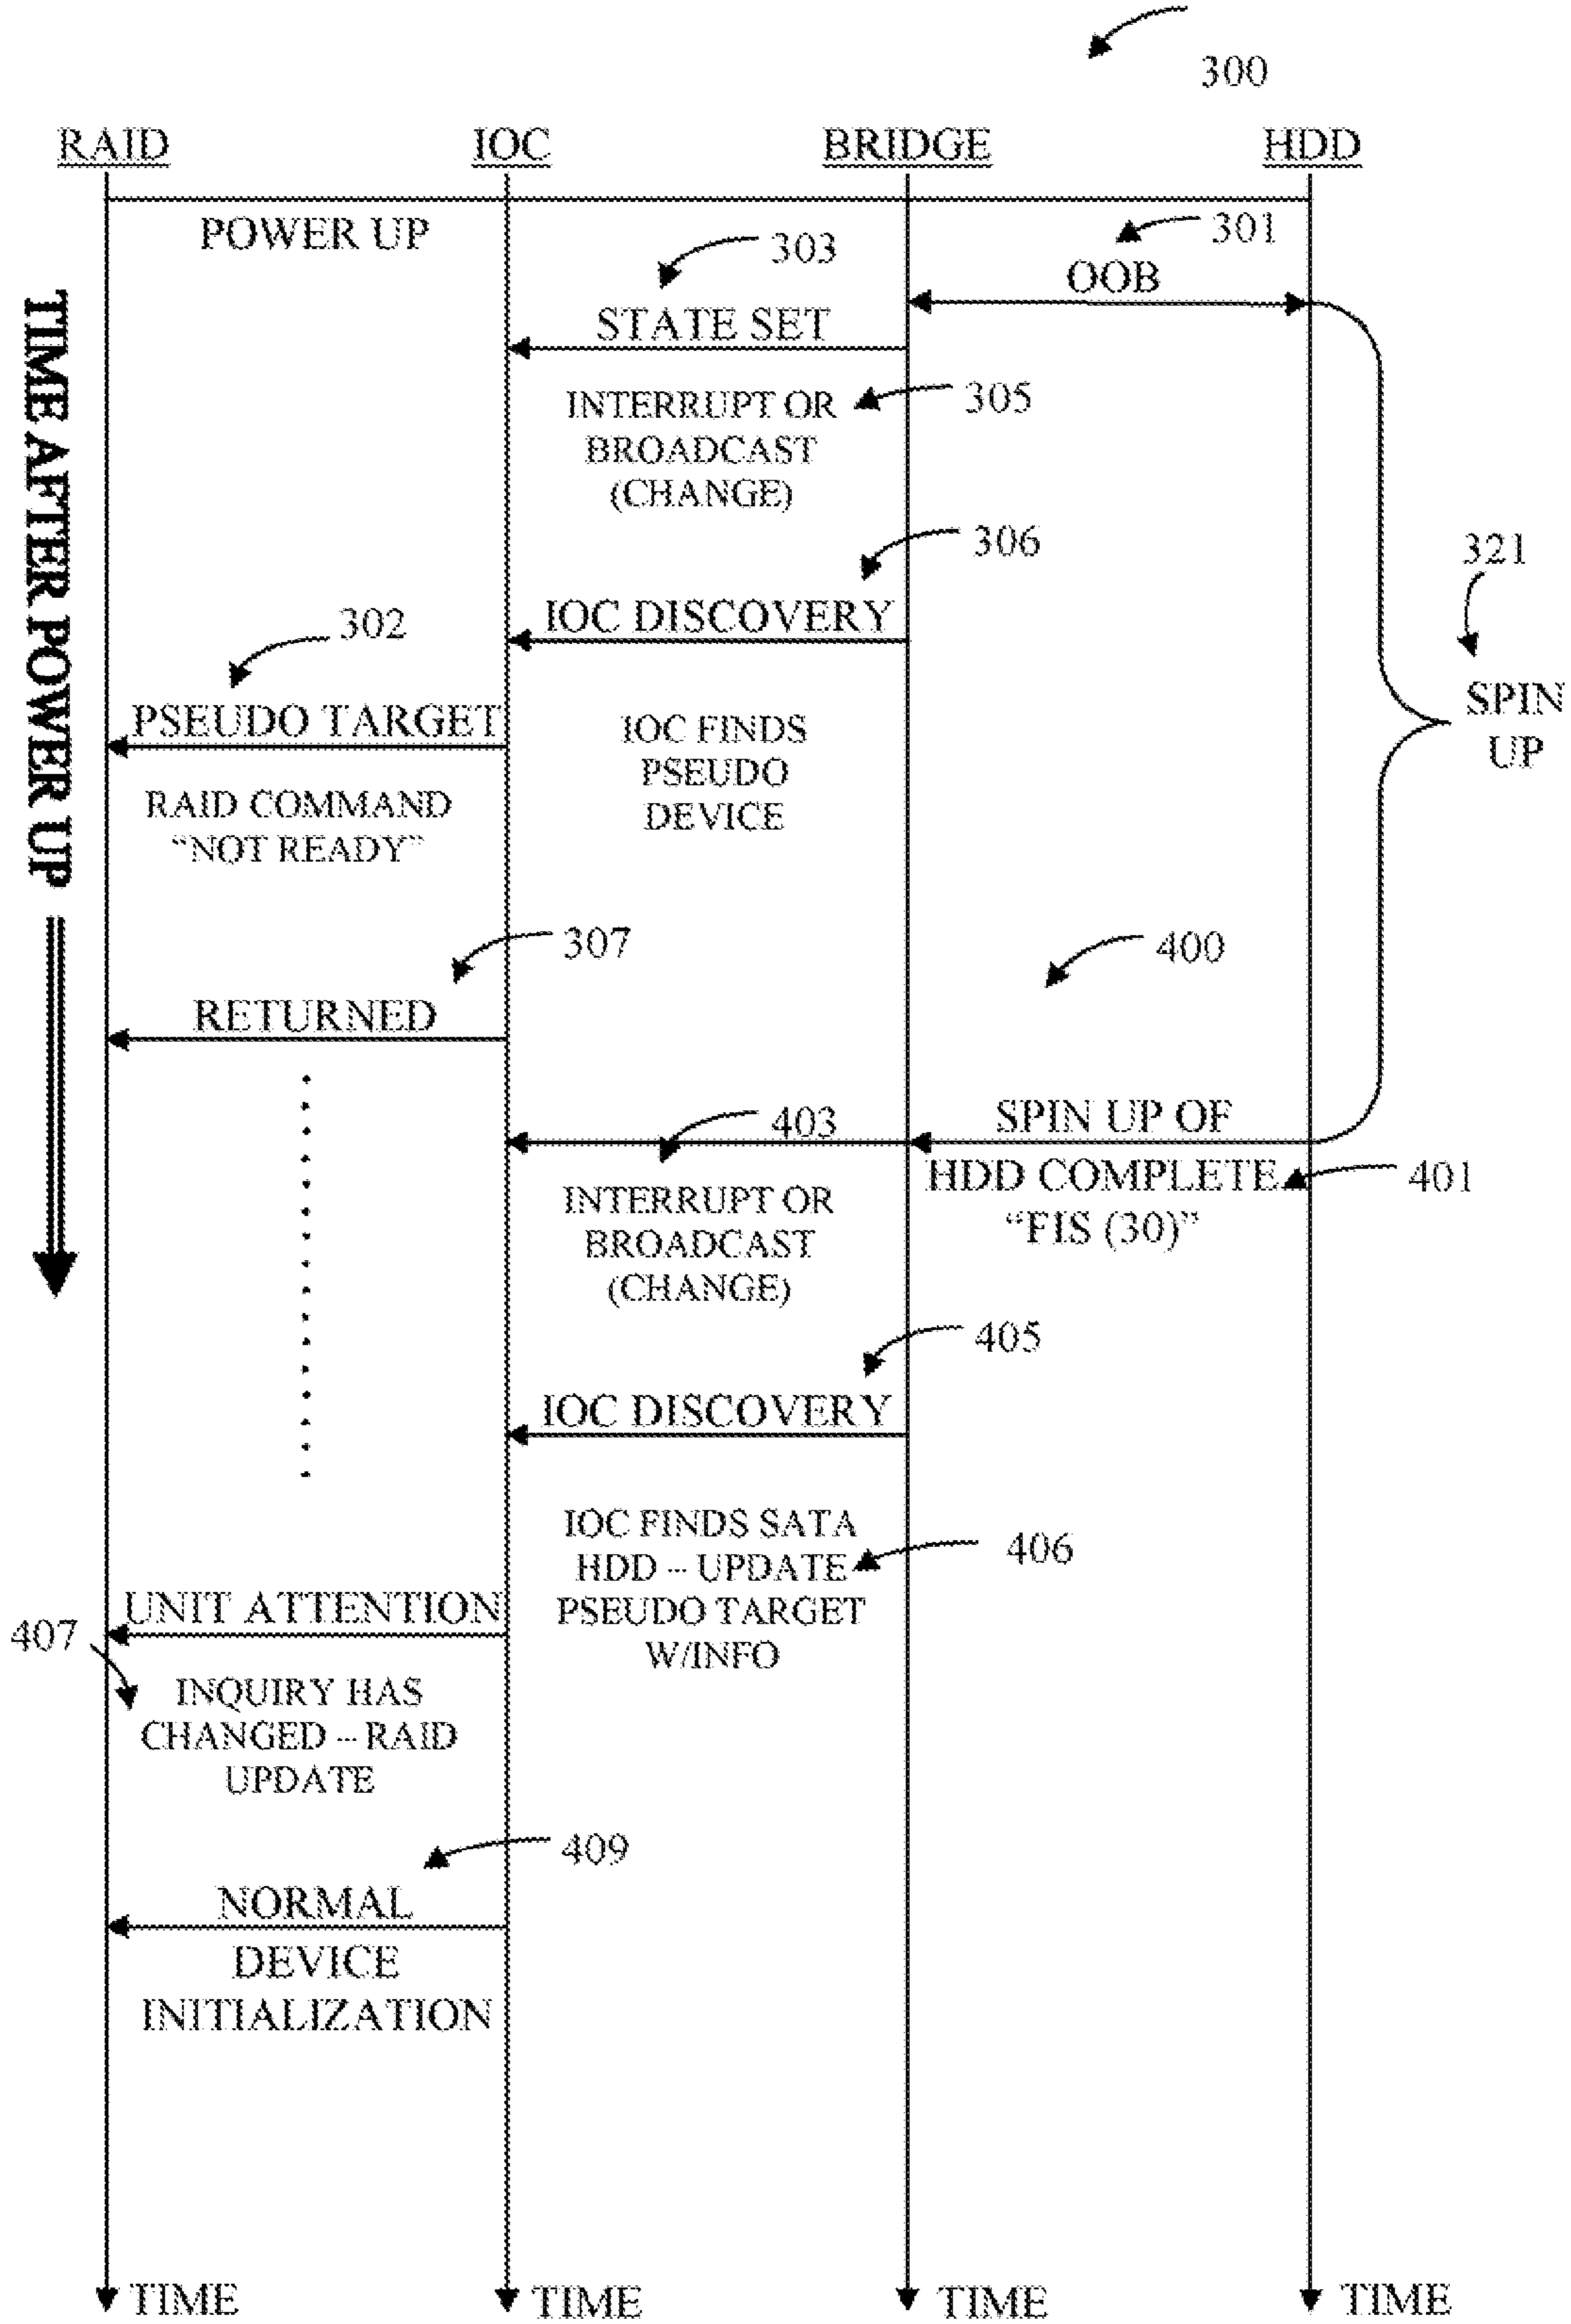 300
RAID
IOC
BRIDGE
HDD
POWER UP
301
303
OOB
STATE SET
305
INTERRUPT OR
BROADCAST
(CHANGE)
306
321
IOC DISCOVERY
302
SPIN
UP
PSEUDO TARGET
IOC FINDS
PSEUDO
DEVICE
RAID COMMAND
“NOT READY”
TIME AFTER POWER UP
307
400
RETURNED
403
SPIN UP OF
HDD COMPLETE
“FIS (30)”
401
INTERRUPT OR
BROADCAST
(CHANGE)
405
IOC DISCOVERY
IOC FINDS SATA
HDD -- UPDATE
PSEUDO TARGET
W/INFO
406
UNIT ATTENTION
407
INQUIRY HAS
CHANGED -- RAID
UPDATE
409
NORMAL
DEVICE
INITIALIZATION
TIME
TIME
TIME
TIME